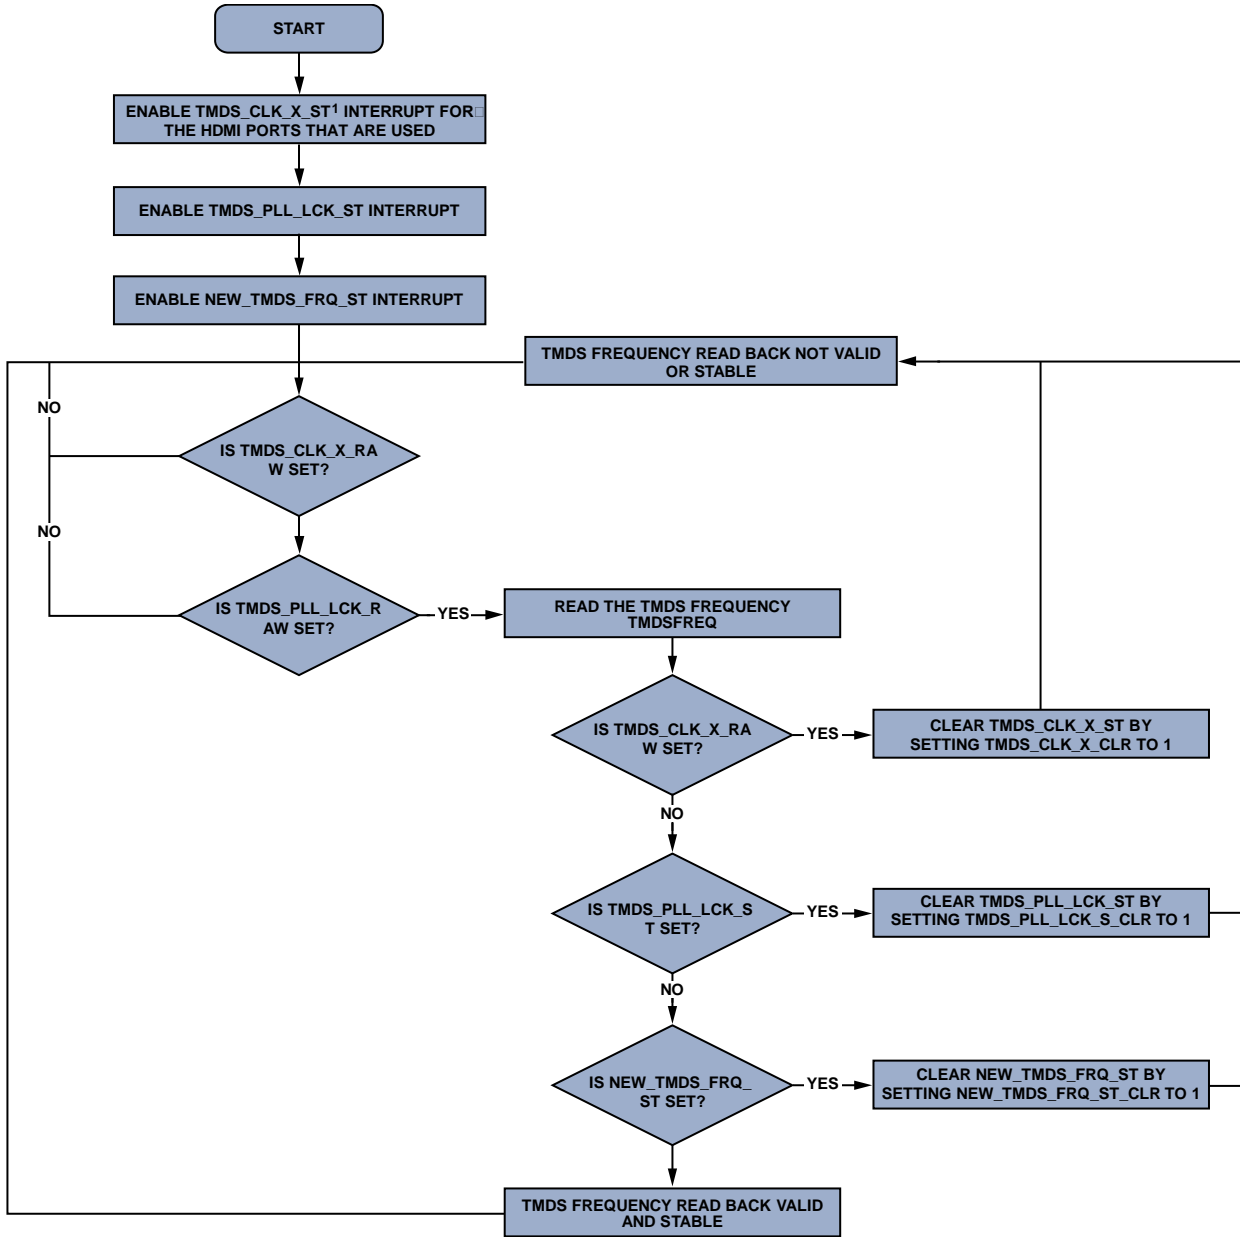 START
ENABLE TMDS_CLK_X_ST1 INTERRUPT FOR
THE HDMI PORTS THAT ARE USED
ENABLE TMDS_PLL_LCK_ST INTERRUPT
ENABLE NEW_TMDS_FRQ_ST INTERRUPT
TMDS FREQUENCY READ BACK NOT VALID
OR STABLE
NO
IS TMDS_CLK_X_RA
W SET?
NO
IS TMDS_PLL_LCK_R
AW SET?
YES
READ THE TMDS FREQUENCY
TMDSFREQ
IS TMDS_CLK_X_RA
W SET?
YES
CLEAR TMDS_CLK_X_ST BY
SETTING TMDS_CLK_X_CLR TO 1
NO
IS TMDS_PLL_LCK_S
T SET?
YES
CLEAR TMDS_PLL_LCK_ST BY
SETTING TMDS_PLL_LCK_S_CLR TO 1
NO
IS NEW_TMDS_FRQ_
ST SET?
YES
CLEAR NEW_TMDS_FRQ_ST BY
SETTING NEW_TMDS_FRQ_ST_CLR TO 1
TMDS FREQUENCY READ BACK VALID
AND STABLE